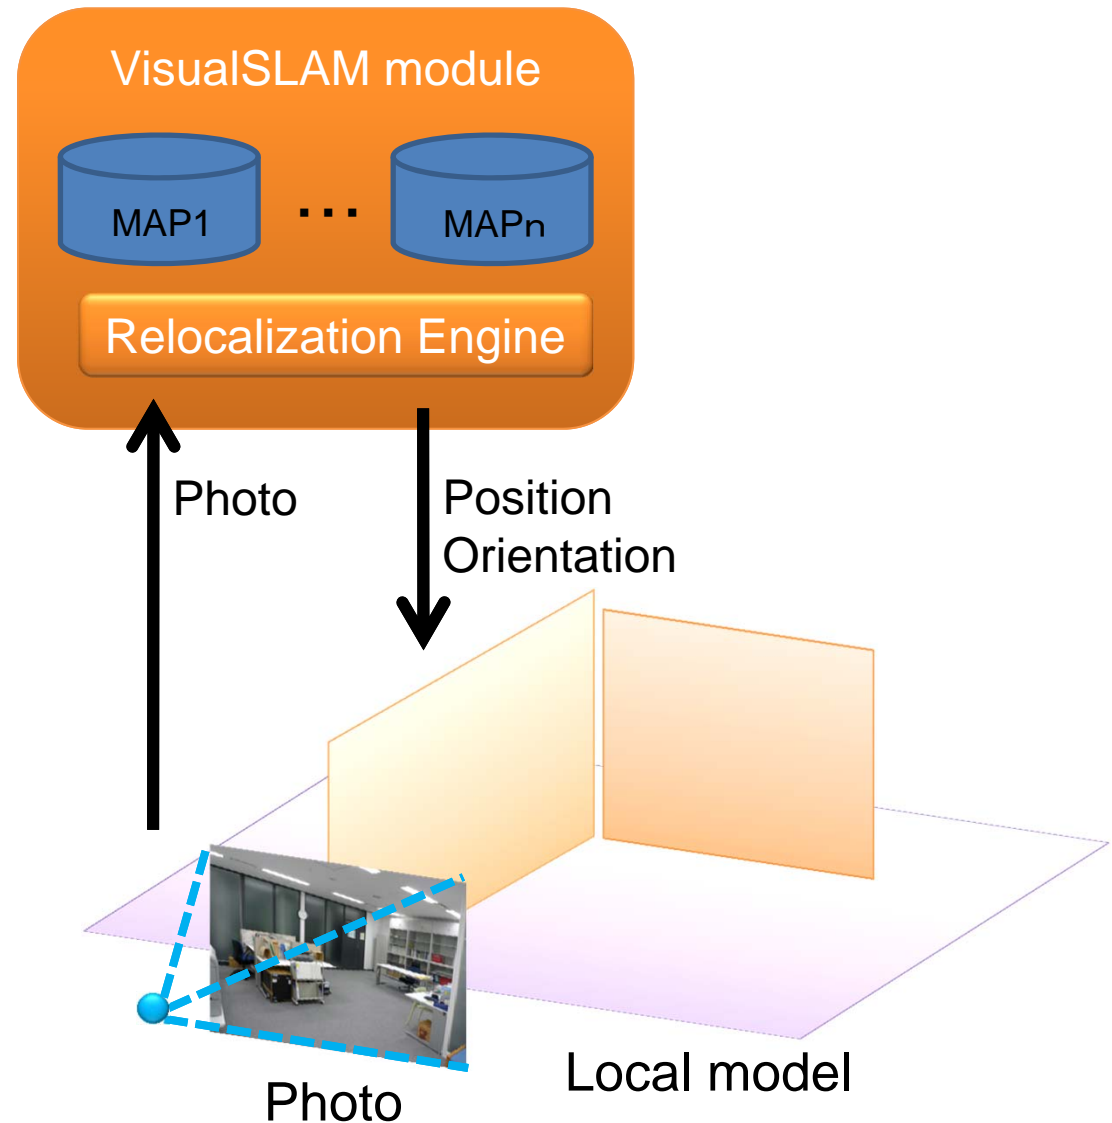 VisualSLAM module
MAP1
...
MAPn
Relocalization Engine
Photo
Position
Orientation
Local model
Photo